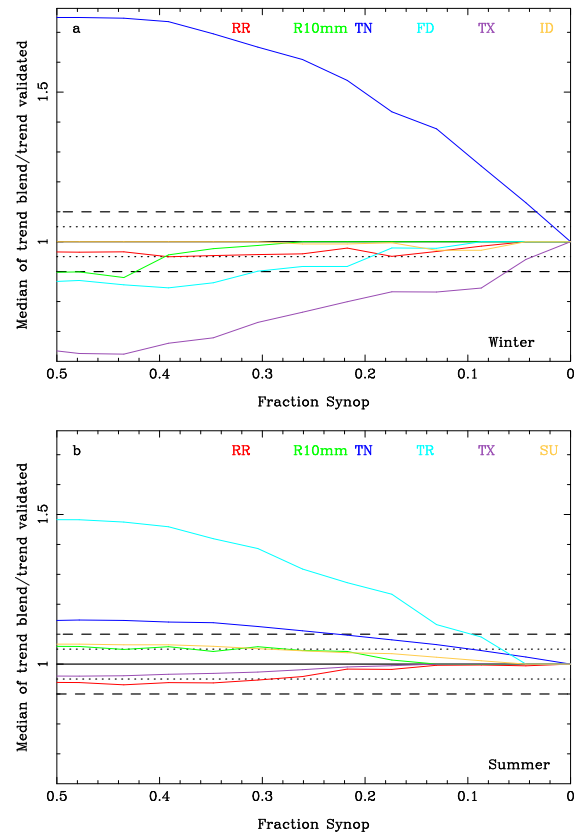 a RR R10mm TN FD TX ID
1.5
1
Median of trend blend/trend validated
Winter
0.5 0.4 0.3 0.2 0.1 0
Fraction Synop
b RR R10mm TN TR TX SU
1.5
1
Median of trend blend/trend validated
Summer
0.5 0.4 0.3 0.2 0.1 0
Fraction Synop